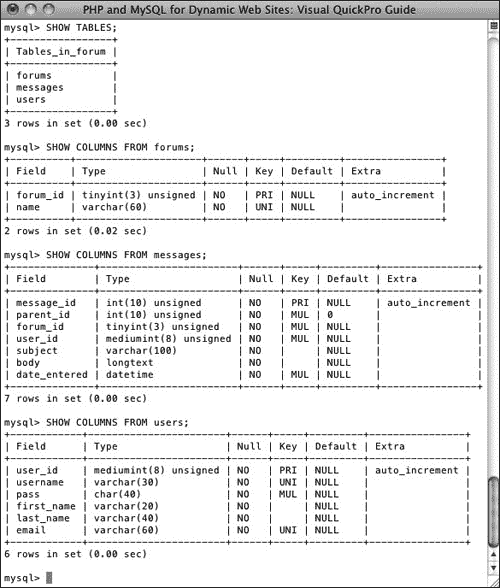 PHP and MySQL for Dynamic Web Sites: Visual QuickPro Guide
mysql> SHOW TABLES;
+-----------------+
| Tables_in_forum |
+-----------------+
| forums          |
| messages        |
| users           |
+-----------------+
3 rows in set (0.00 sec)
mysql> SHOW COLUMNS FROM forums;
+----------+---------------------+------+-----+---------+----------------+
| Field    | Type                | Null | Key | Default | Extra          |
+----------+---------------------+------+-----+---------+----------------+
| forum_id | tinyint(3) unsigned | NO   | PRI | NULL    | auto_increment |
| name     | varchar(60)         | NO   | UNI | NULL    |                |
+----------+---------------------+------+-----+---------+----------------+
2 rows in set (0.02 sec)
mysql> SHOW COLUMNS FROM messages;
+--------------+-----------------------+------+-----+---------+----------------+
| Field        | Type                  | Null | Key | Default | Extra          |
+--------------+-----------------------+------+-----+---------+----------------+
| message_id   | int(10) unsigned      | NO   | PRI | NULL    | auto_increment |
| parent_id    | int(10) unsigned      | NO   | MUL | 0       |                |
| forum_id     | tinyint(3) unsigned   | NO   | MUL | NULL    |                |
| user_id      | mediumint(8) unsigned | NO   | MUL | NULL    |                |
| subject      | varchar(100)          | NO   |     | NULL    |                |
| body         | longtext              | NO   |     | NULL    |                |
| date_entered | datetime              | NO   | MUL | NULL    |                |
+--------------+-----------------------+------+-----+---------+----------------+
7 rows in set (0.00 sec)
mysql> SHOW COLUMNS FROM users;
+------------+-----------------------+------+-----+---------+----------------+
| Field      | Type                  | Null | Key | Default | Extra          |
+------------+-----------------------+------+-----+---------+----------------+
| user_id    | mediumint(8) unsigned | NO   | PRI | NULL    | auto_increment |
| username   | varchar(30)           | NO   | UNI | NULL    |                |
| pass       | char(40)              | NO   | MUL | NULL    |                |
| first_name | varchar(20)           | NO   |     | NULL    |                |
| last_name  | varchar(40)           | NO   |     | NULL    |                |
| email      | varchar(60)           | NO   | UNI | NULL    |                |
+------------+-----------------------+------+-----+---------+----------------+
6 rows in set (0.00 sec)
mysql>